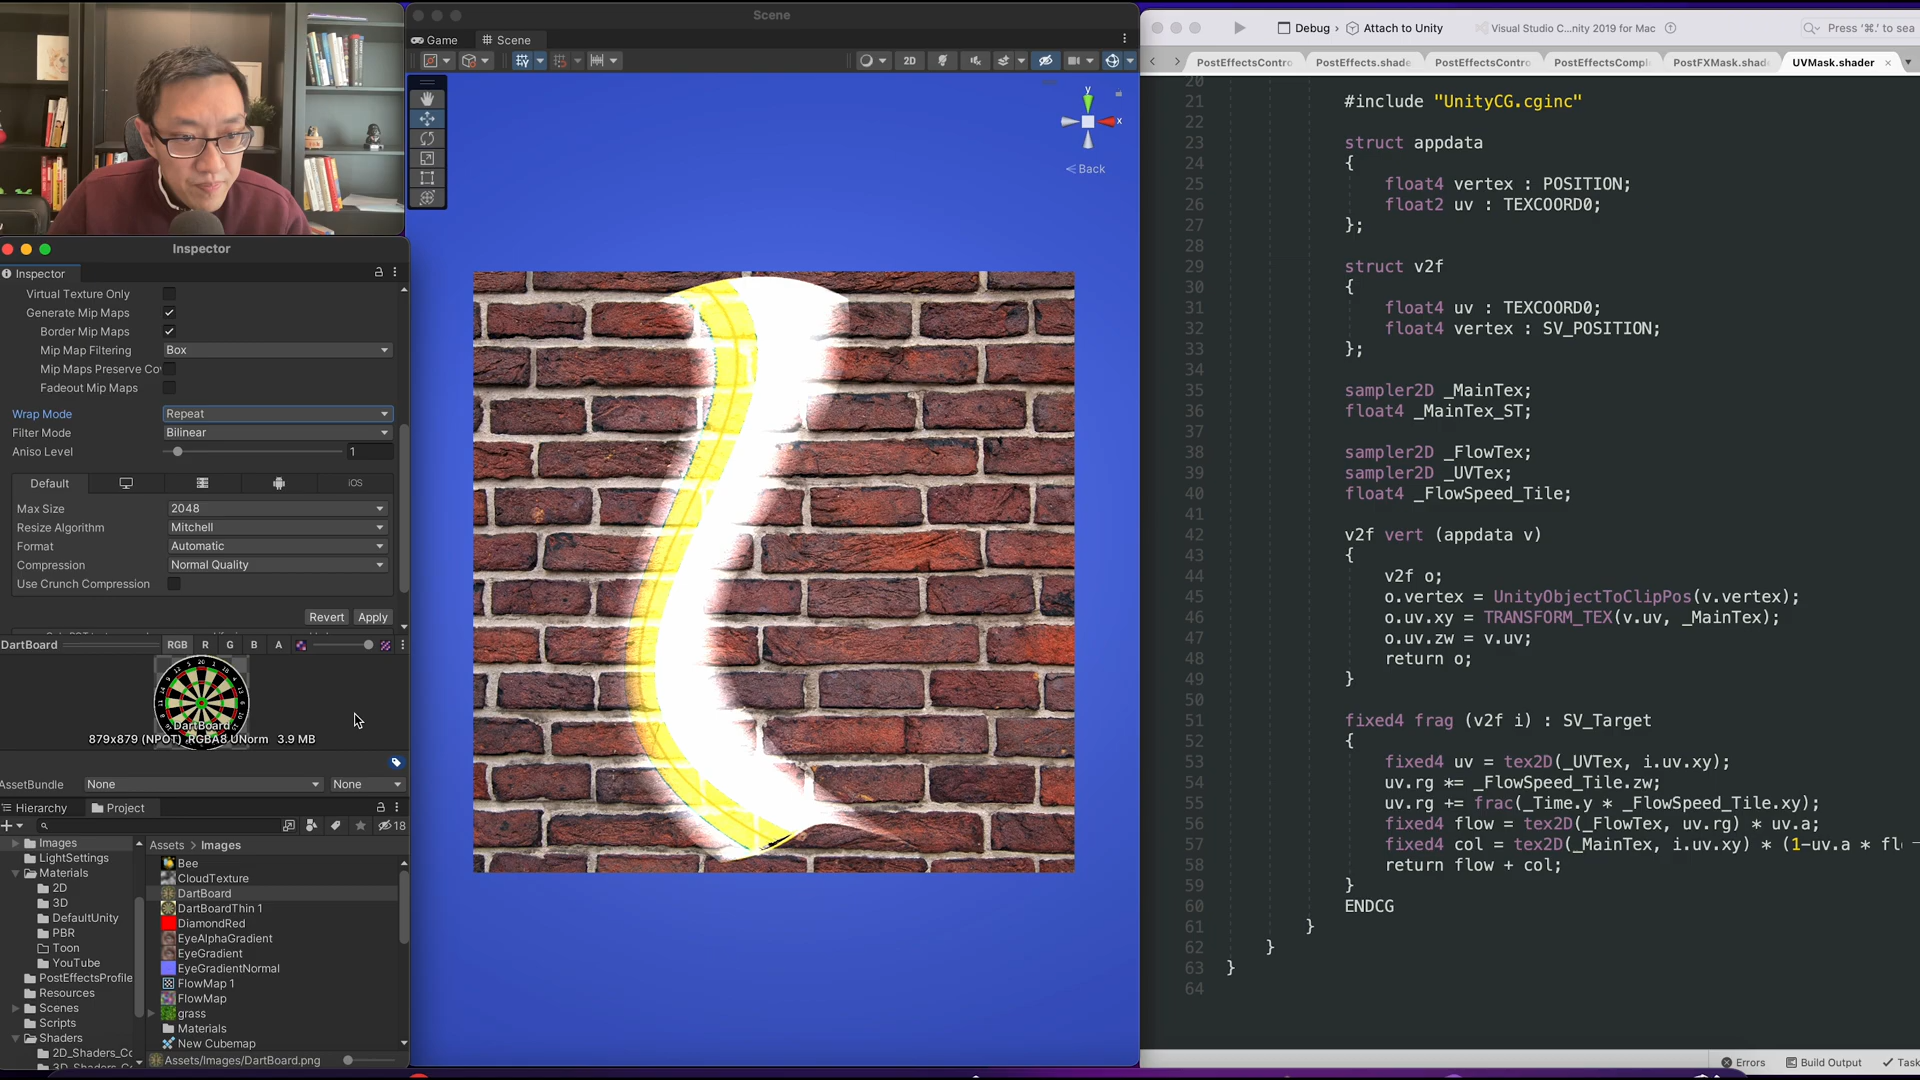 Inspector
Inspector
Virtual Texture Only
Generate Mip Maps
Border Mip Maps
Mip Map Filtering Box
Mip Maps Preserve Co
Fadeout Mip Maps
Wrap Mode Repeat
Filter Mode Bilinear
Aniso Level 1
Default iOS
Max Size 2048
Resize Algorithm Mitchell
Format Automatic
Compression Normal Quality
Use Crunch Compression
Revert Apply
DartBoard RGB R G B A
DartBoard
879x879 (NPOT) RGBA8 UNorm 3.9 MB
AssetBundle None None
Hierarchy Project
18
Images
LightSettings
Materials
2D
3D
DefaultUnity
PBR
Toon
YouTube
PostEffectsProfile
Resources
Scenes
Scripts
Shaders
2D_Shaders_Cc
Assets > Images
Bee
CloudTexture
DartBoard
DartBoardThin 1
DiamondRed
EyeAlphaGradient
EyeGradient
EyeGradientNormal
FlowMap 1
FlowMap
grass
Materials
New Cubemap
Assets/Images/DartBoard.png
Scene
Game Scene
2D
y
x
< Back
Debug > Attach to Unity
Visual Studio C...nity 2019 for Mac
Press '⌘.' to sea
PostEffectsContro PostEffects.shade PostEffectsContro PostEffectsCompl PostFXMask.shad UVMask.shader ×
20
21 #include "UnityCG.cginc"
22
23 struct appdata
24 {
25 float4 vertex : POSITION;
26 float2 uv : TEXCOORD0;
27 };
28
29 struct v2f
30 {
31 float4 uv : TEXCOORD0;
32 float4 vertex : SV_POSITION;
33 };
34
35 sampler2D _MainTex;
36 float4 _MainTex_ST;
37
38 sampler2D _FlowTex;
39 sampler2D _UVTex;
40 float4 _FlowSpeed_Tile;
41
42 v2f vert (appdata v)
43 {
44 v2f o;
45 o.vertex = UnityObjectToClipPos(v.vertex);
46 o.uv.xy = TRANSFORM_TEX(v.uv, _MainTex);
47 o.uv.zw = v.uv;
48 return o;
49 }
50
51 fixed4 frag (v2f i) : SV_Target
52 {
53 fixed4 uv = tex2D(_UVTex, i.uv.xy);
54 uv.rg *= _FlowSpeed_Tile.zw;
55 uv.rg += frac(_Time.y * _FlowSpeed_Tile.xy);
56 fixed4 flow = tex2D(_FlowTex, uv.rg) * uv.a;
57 fixed4 col = tex2D(_MainTex, i.uv.xy) * (1-uv.a * fl
58 return flow + col;
59 }
60 ENDCG
61 }
62 }
63 }
64
Errors Build Output Task